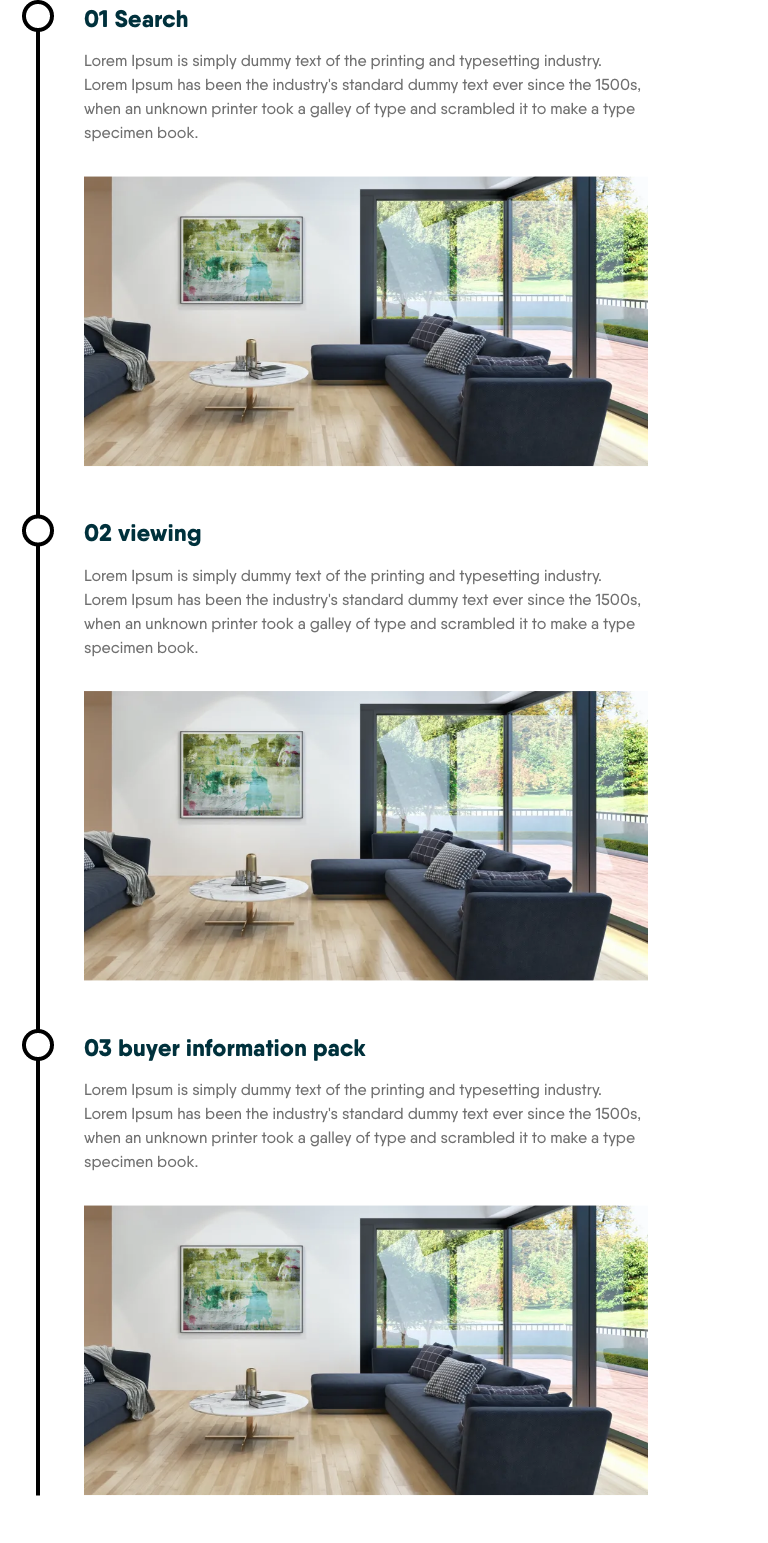 01 Search
Lorem Ipsum is simply dummy text of the printing and typesetting industry.
Lorem Ipsum has been the industry's standard dummy text ever since the 1500s,
when an unknown printer took a galley of type and scrambled it to make a type
specimen book.
02 viewing
Lorem Ipsum is simply dummy text of the printing and typesetting industry.
Lorem Ipsum has been the industry's standard dummy text ever since the 1500s,
when an unknown printer took a galley of type and scrambled it to make a type
specimen book.
03 buyer information pack
Lorem Ipsum is simply dummy text of the printing and typesetting industry.
Lorem Ipsum has been the industry's standard dummy text ever since the 1500s,
when an unknown printer took a galley of type and scrambled it to make a type
specimen book.